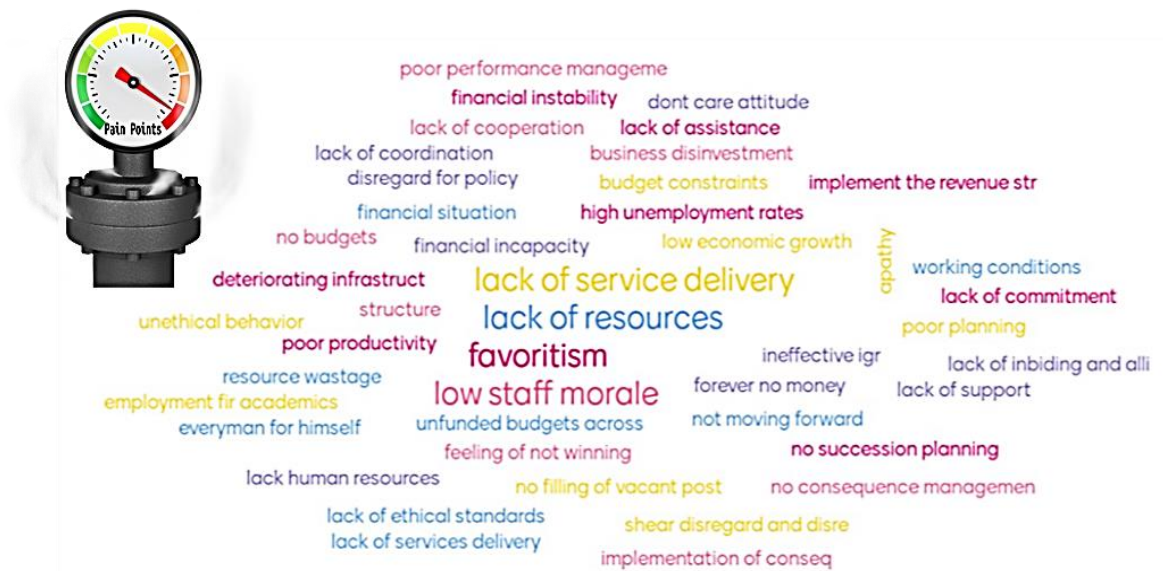 Pain Points
poor performance manageme
financial instability dont care attitude
lack of cooperation lack of assistance
lack of coordination business disinvestment
disregard for policy budget constraints implement the revenue str
financial situation high unemployment rates
no budgets financial incapacity low economic growth apathy
deteriorating infrastruct lack of service delivery working conditions
lack of commitment
unethical behavior structure lack of resources poor planning
poor productivity favoritism ineffective igr lack of inbiding and alli
resource wastage low staff morale forever no money lack of support
employment fir academics
everyman for himself unfunded budgets across not moving forward
feeling of not winning no succession planning
lack human resources no filling of vacant post no consequence managemen
lack of ethical standards shear disregard and disre
lack of services delivery
implementation of conseq